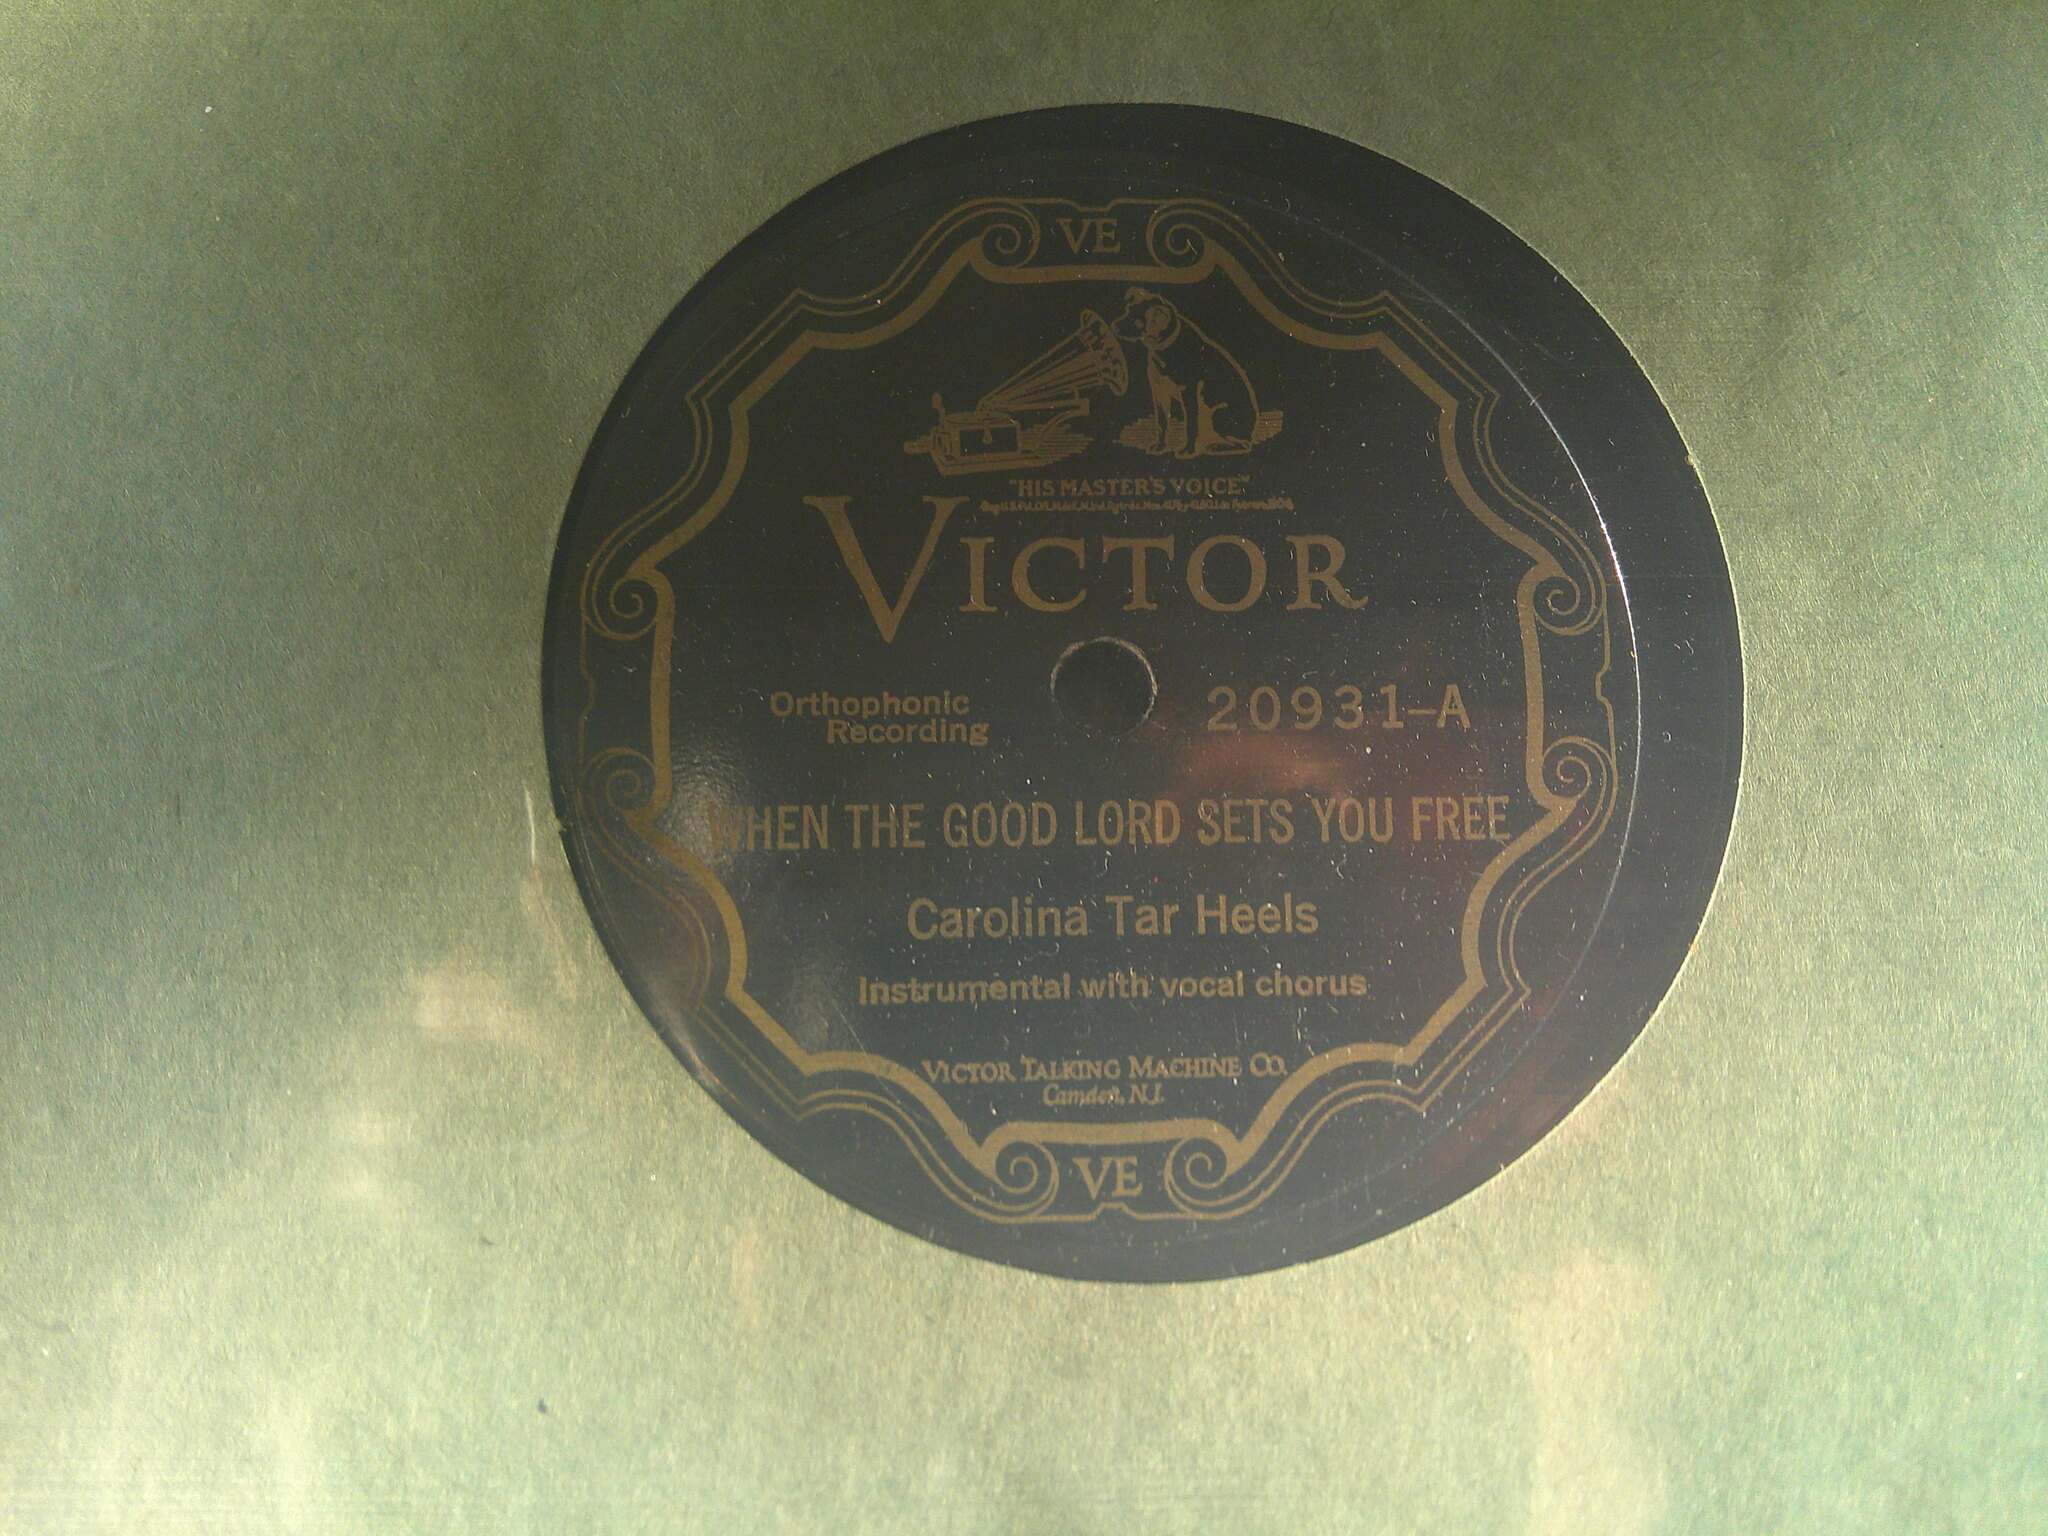 VE
"HIS MASTER'S VOICE"
VICTOR
Orthophonic
Recording
20931-A
WHEN THE GOOD LORD SETS YOU FREE
Carolina Tar Heels
Instrumental with vocal chorus
VICTOR TALKING MACHINE CO.
Camden, N.J.
VE